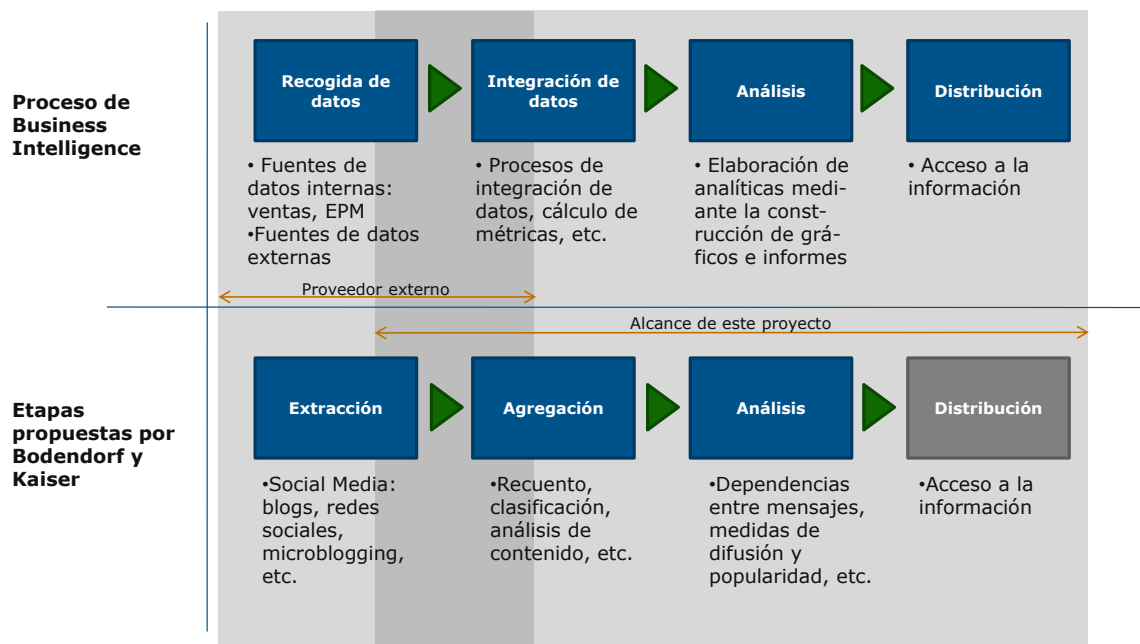 Proceso de
Business
Intelligence
Recogida de
datos
Integración de
datos
Análisis
Distribución
• Fuentes de
datos internas:
ventas, EPM
•Fuentes de datos
externas
• Procesos de
integración de
datos, cálculo de
métricas, etc.
• Elaboración de
analíticas medi-
ante la const-
rucción de grá-
ficos e informes
• Acceso a la
información
Proveedor externo
Alcance de este proyecto
Etapas
propuestas por
Bodendorf y
Kaiser
Extracción
Agregación
Análisis
Distribución
•Social Media:
blogs, redes
sociales,
microblogging,
etc.
•Recuento,
clasificación,
análisis de
contenido, etc.
•Dependencias
entre mensajes,
medidas de
difusión y
popularidad, etc.
•Acceso a la
información